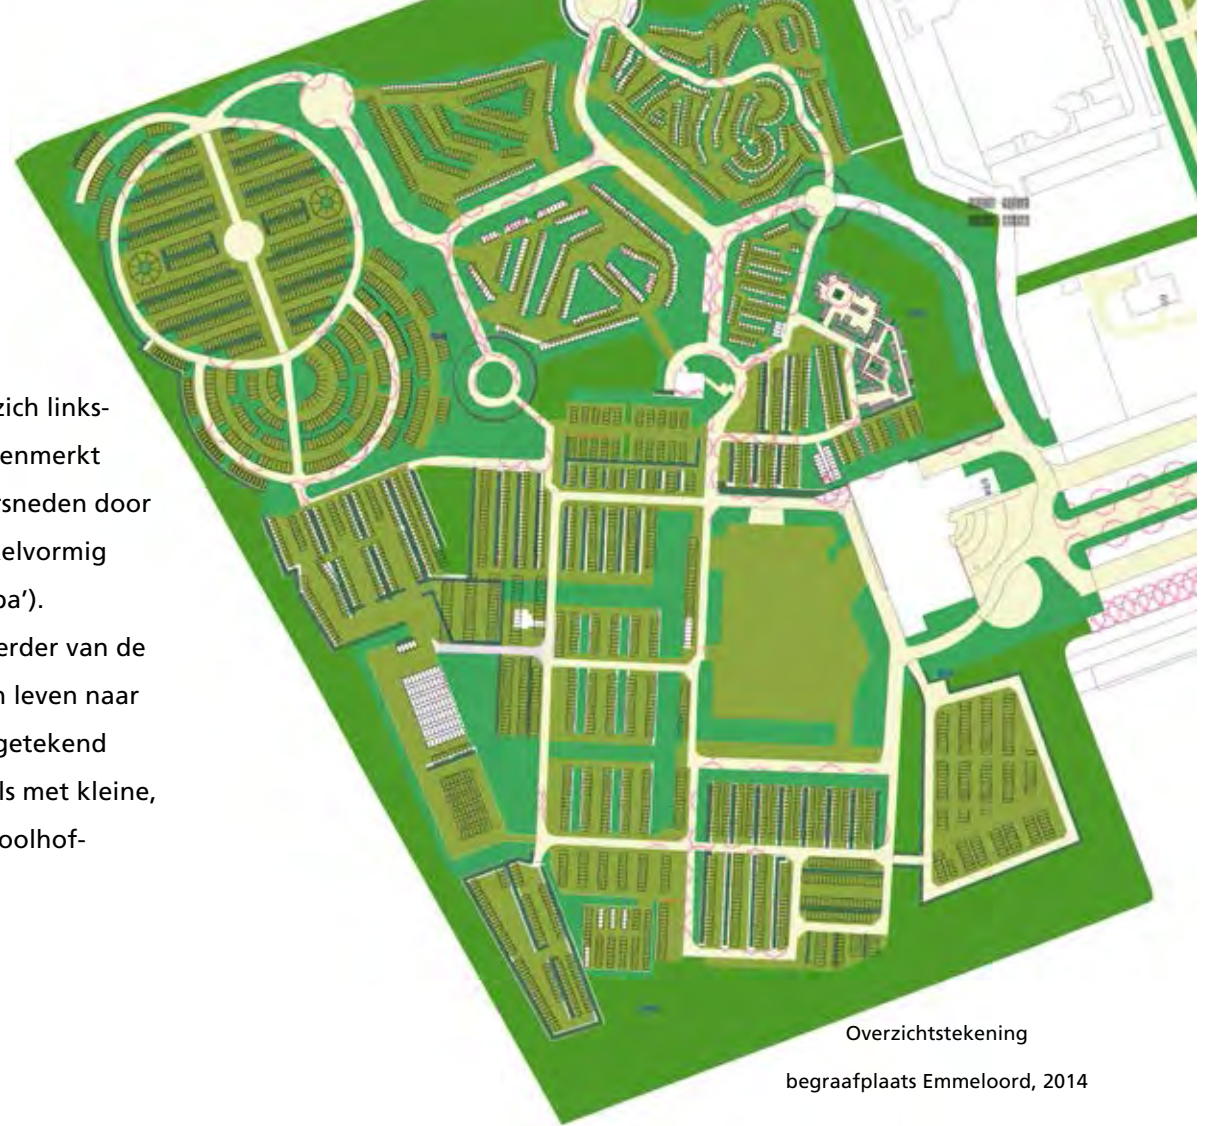 zich links-
enmerkt
rsneden door
kelvormig
pa’).
erder van de
n leven naar
getekend
ls met kleine,
oolhof-
Overzichtstekening
begraafplaats Emmeloord, 2014